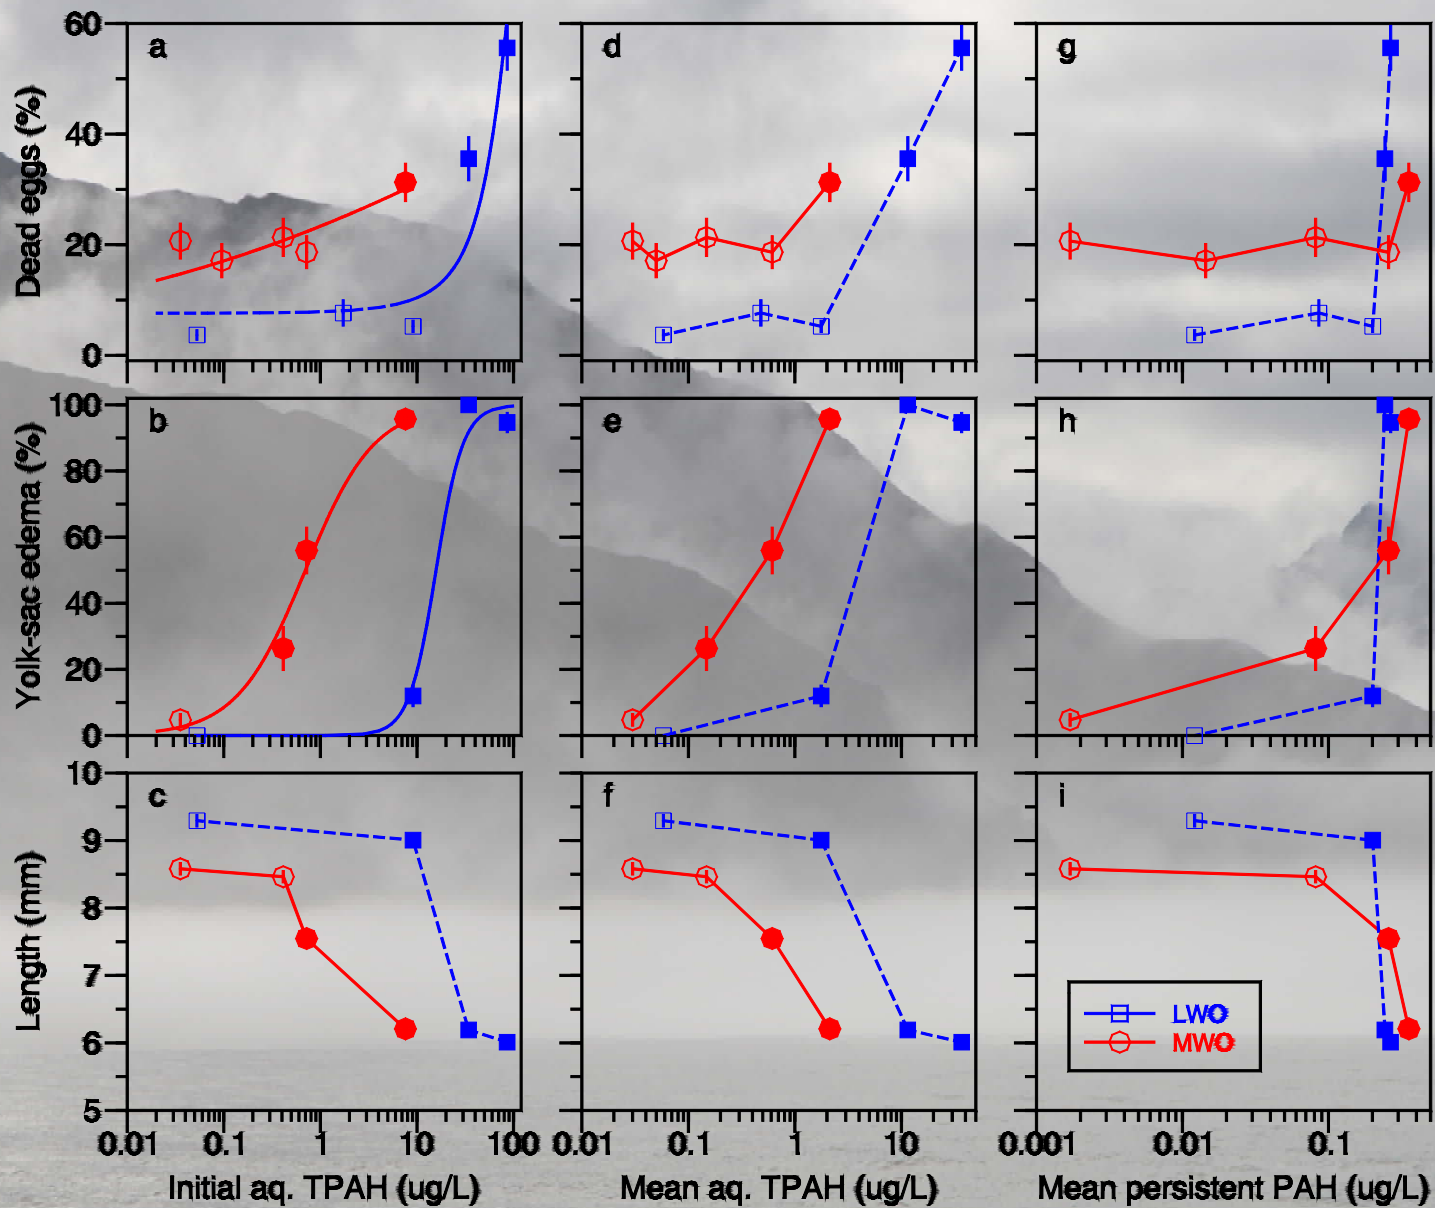 60
40
20
0
Dead eggs (%)
a
d
g
100
80
60
40
20
0
Yolk-sac edema (%)
b
e
h
10
9
8
7
6
5
Length (mm)
c
f
i
LWO
MWO
0.01 0.1 1 10 100
0.01 0.1 1 10
0.001 0.01 0.1
Initial aq. TPAH (ug/L)
Mean aq. TPAH (ug/L)
Mean persistent PAH (ug/L)